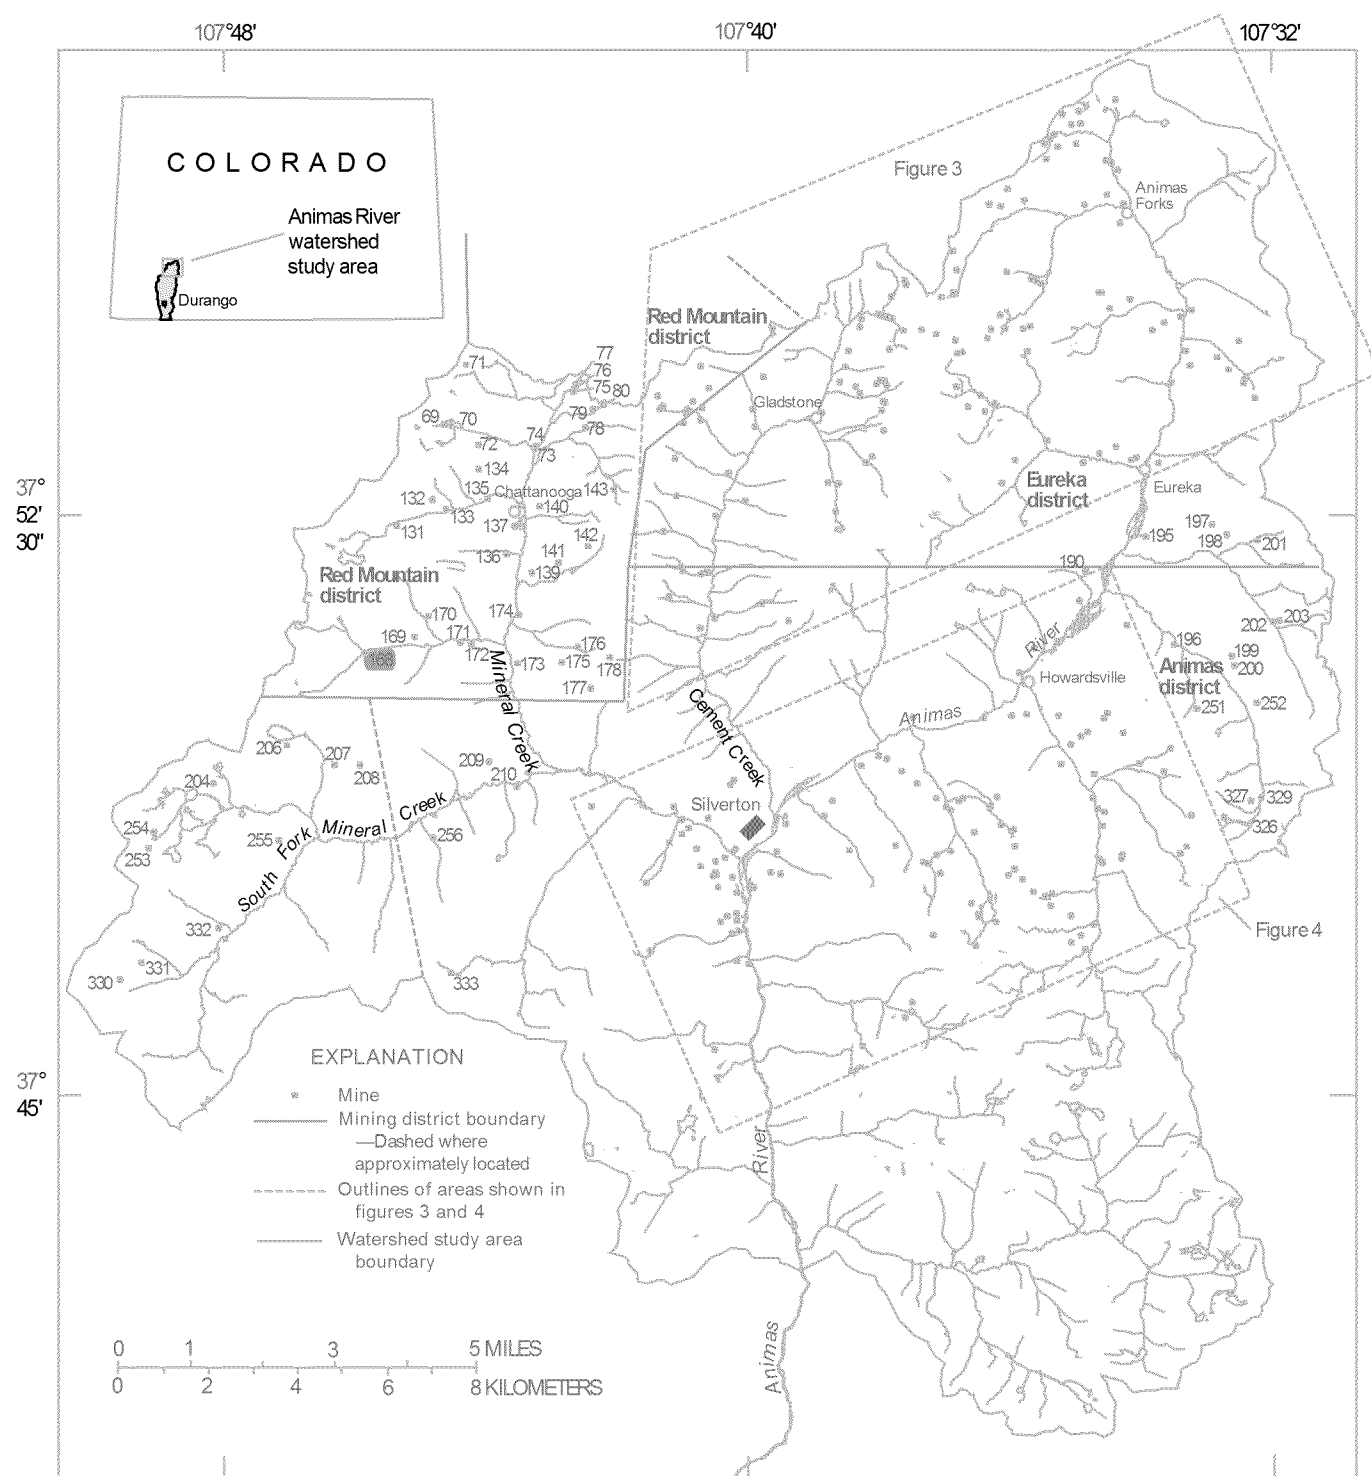 107°48'
107°40'
107°32'
COLORADO
Animas River
watershed
study area
Durango
Figure 3
Animas
Forks
Red Mountain
district
Gladstone
77
76
71
75
80
69
70
79
78
74
72
73
134
135
Chattanooga
143
132
133
140
131
137
142
136
141
139
Eureka
district
Eureka
37°
52'
30"
195
197
198
201
190
Red Mountain
district
170
174
169
171
172
176
168
173
175
178
177
Mineral Creek
River
203
202
196
199
200
Animas
district
Howardsville
251
252
Cement Creek
Animas
206
207
208
209
210
204
Silverton
327
329
326
254
255
253
256
South
Fork
Mineral
Creek
332
331
330
333
Figure 4
37°
45'
EXPLANATION
Mine
Mining district boundary
—Dashed where
approximately located
Outlines of areas shown in
figures 3 and 4
Watershed study area
boundary
River
Animas
0
1
3
5 MILES
0
2
4
6
8 KILOMETERS